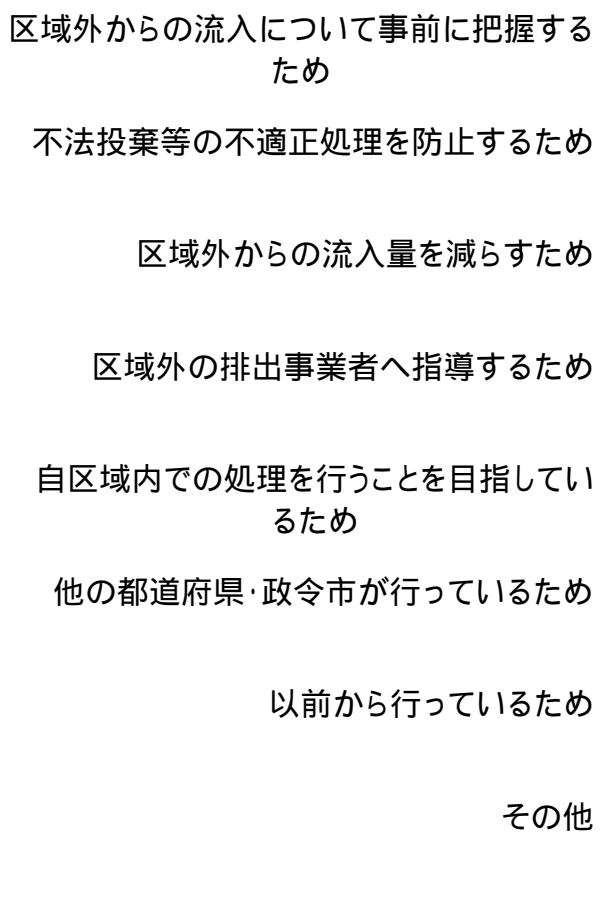 区域外からの流入について事前に把握する
ため
不法投棄等の不適正処理を防止するため
区域外からの流入量を減らすため
区域外の排出事業者へ指導するため
自区域内での処理を行うことを目指してい
るため
他の都道府県・政令市が行っているため
以前から行っているため
その他